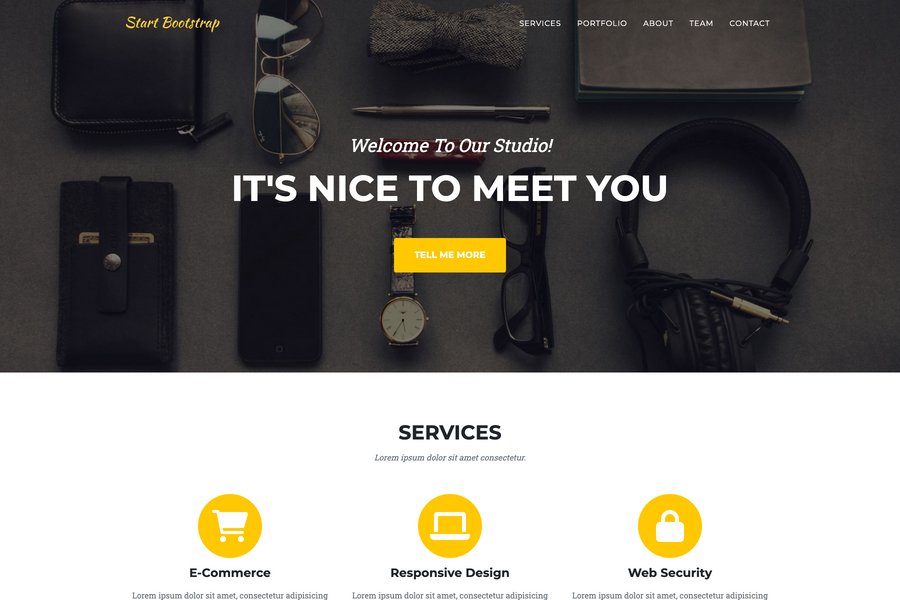 Start Bootstrap
SERVICES PORTFOLIO ABOUT TEAM CONTACT
Welcome To Our Studio!
IT'S NICE TO MEET YOU
TELL ME MORE
SERVICES
Lorem ipsum dolor sit amet consectetur.
E-Commerce
Lorem ipsum dolor sit amet, consectetur adipisicing
Responsive Design
Lorem ipsum dolor sit amet, consectetur adipisicing
Web Security
Lorem ipsum dolor sit amet, consectetur adipisicing